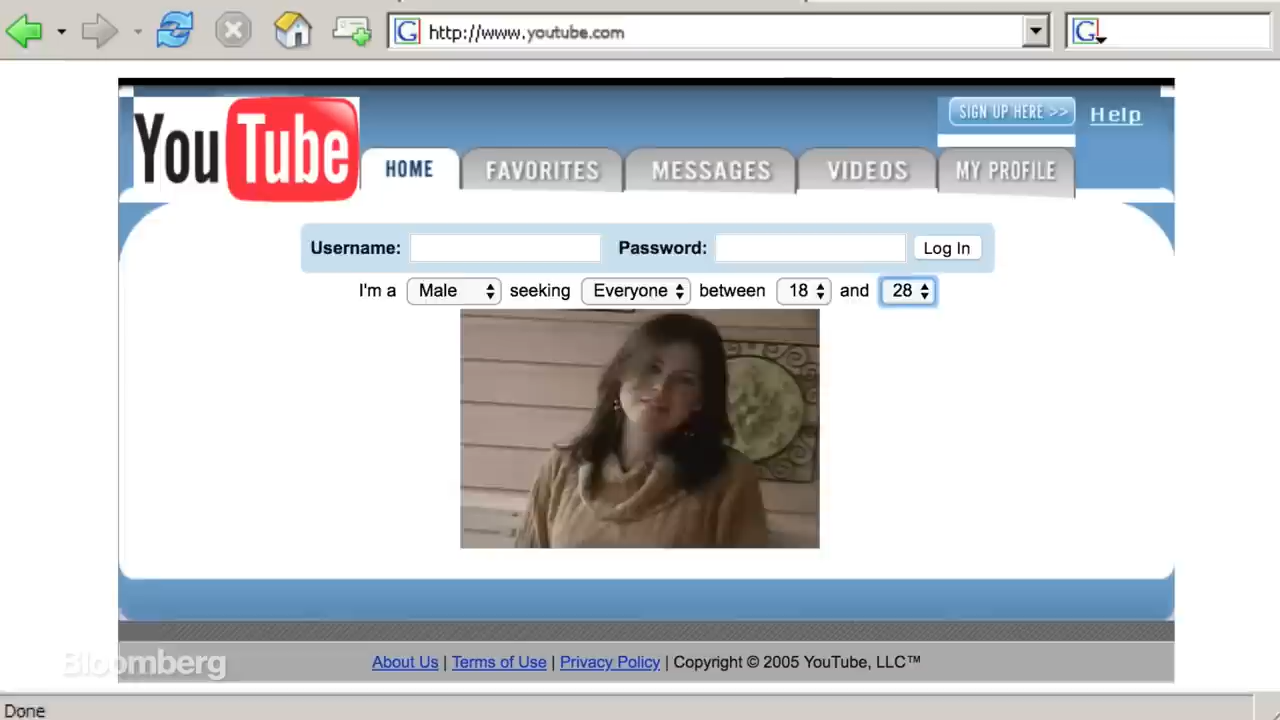 http://www.youtube.com
YouTube
SIGN UP HERE >>
Help
HOME
FAVORITES
MESSAGES
VIDEOS
MY PROFILE
Username:
Password:
Log In
I'm a Male seeking Everyone between 18 and 28
About Us | Terms of Use | Privacy Policy | Copyright © 2005 YouTube, LLC™
Bloomberg
Done